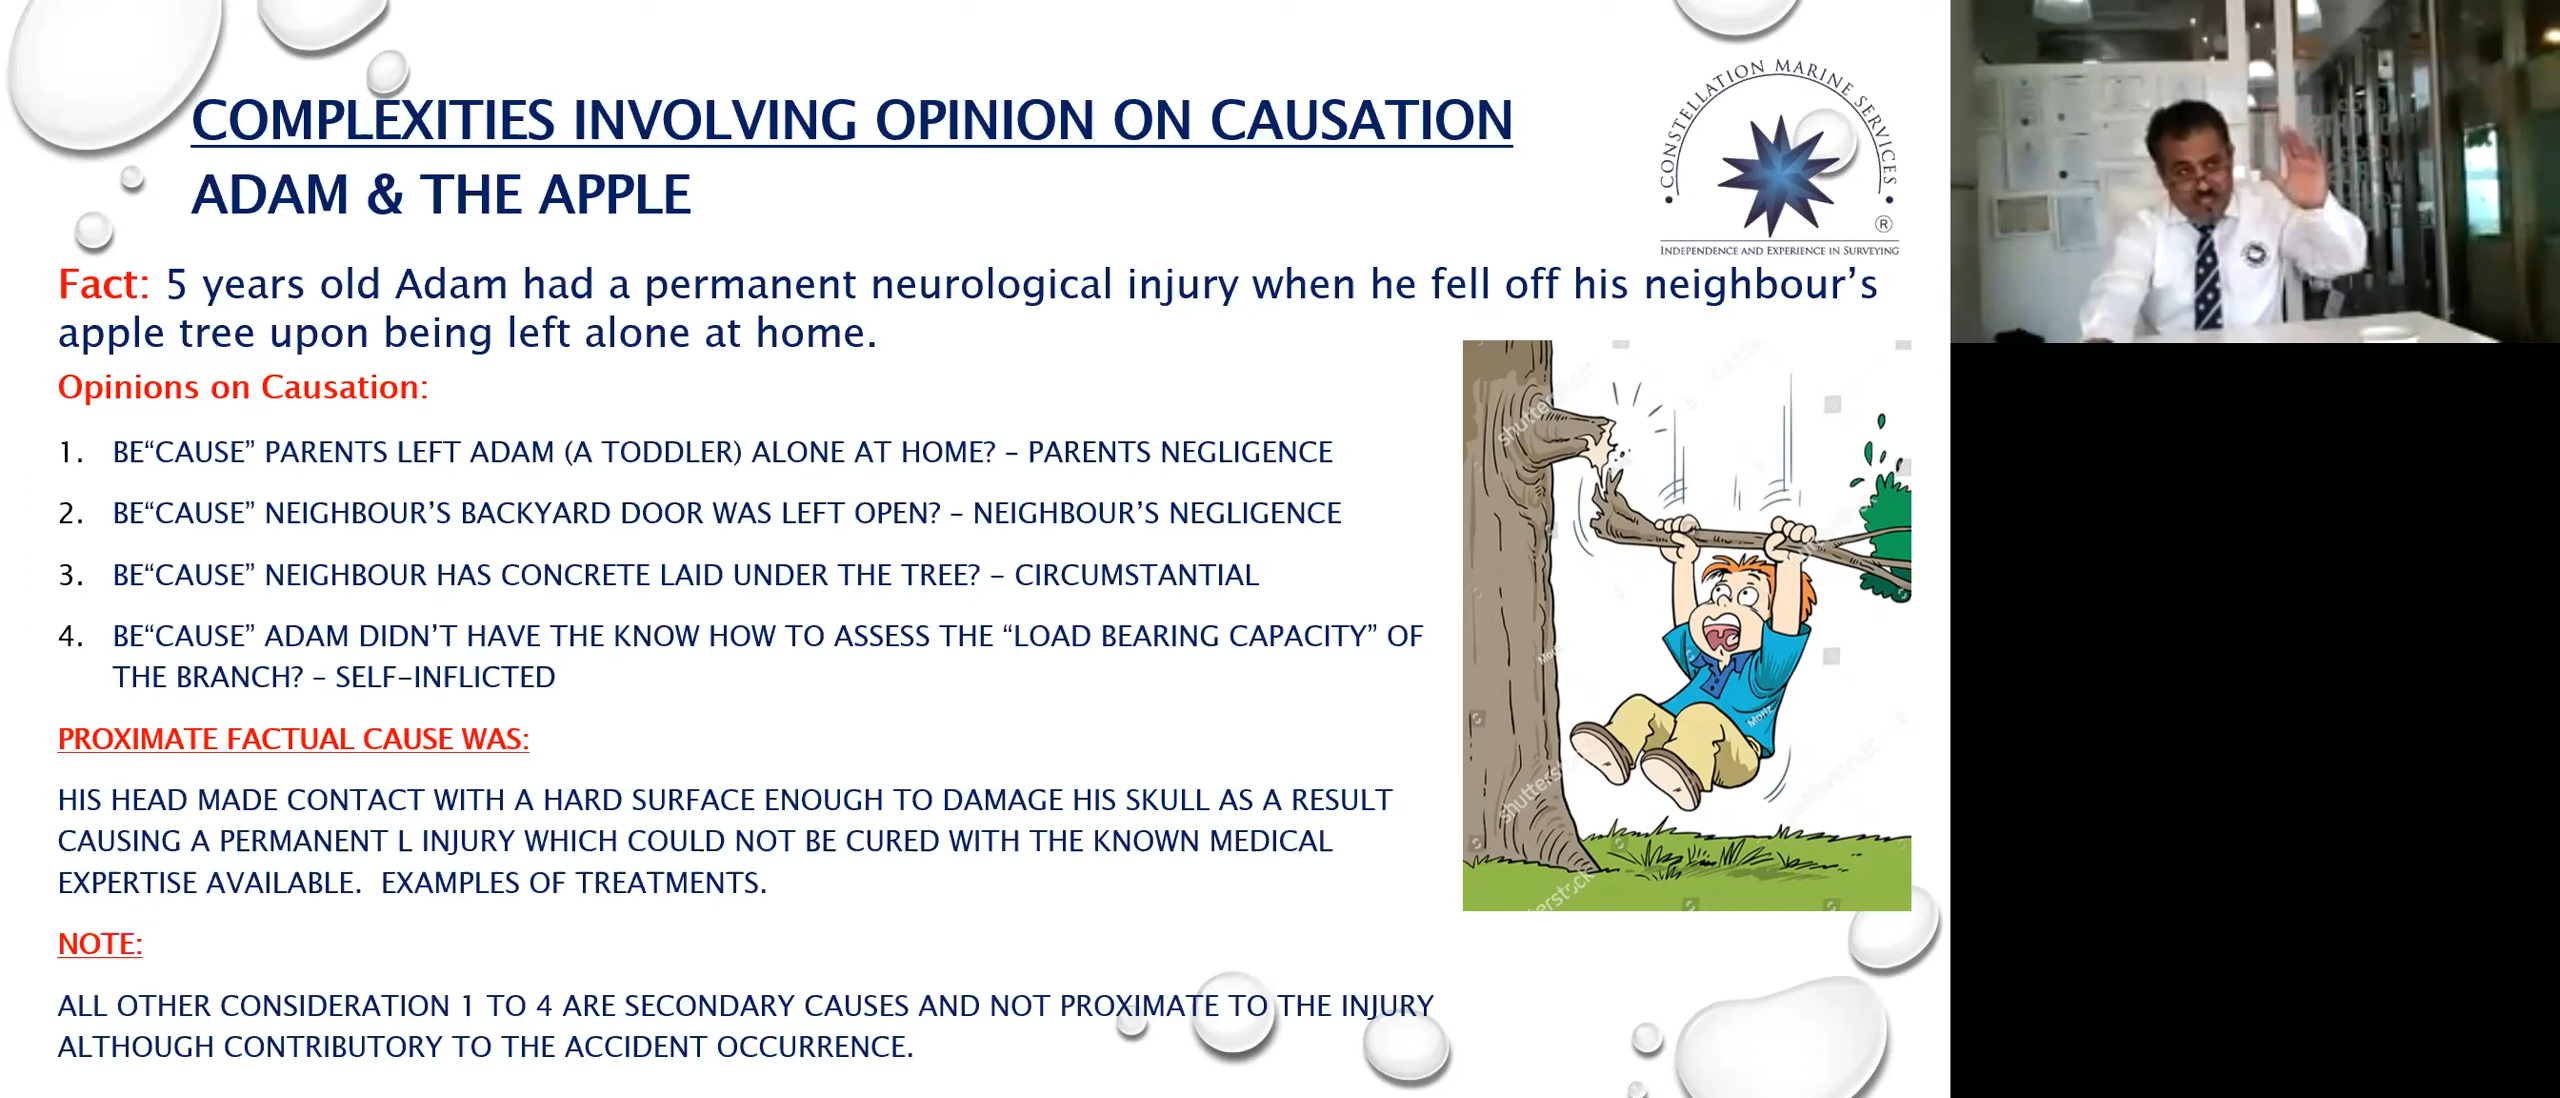 COMPLEXITIES INVOLVING OPINION ON CAUSATION
ADAM & THE APPLE
• CONSTELLATION MARINE SERVICES •
®
INDEPENDENCE AND EXPERIENCE IN SURVEYING
Fact: 5 years old Adam had a permanent neurological injury when he fell off his neighbour’s
apple tree upon being left alone at home.
Opinions on Causation:
1. BE“CAUSE” PARENTS LEFT ADAM (A TODDLER) ALONE AT HOME? – PARENTS NEGLIGENCE
2. BE“CAUSE” NEIGHBOUR’S BACKYARD DOOR WAS LEFT OPEN? – NEIGHBOUR’S NEGLIGENCE
3. BE“CAUSE” NEIGHBOUR HAS CONCRETE LAID UNDER THE TREE? – CIRCUMSTANTIAL
4. BE“CAUSE” ADAM DIDN’T HAVE THE KNOW HOW TO ASSESS THE “LOAD BEARING CAPACITY” OF
THE BRANCH? – SELF-INFLICTED
PROXIMATE FACTUAL CAUSE WAS:
HIS HEAD MADE CONTACT WITH A HARD SURFACE ENOUGH TO DAMAGE HIS SKULL AS A RESULT
CAUSING A PERMANENT L INJURY WHICH COULD NOT BE CURED WITH THE KNOWN MEDICAL
EXPERTISE AVAILABLE. EXAMPLES OF TREATMENTS.
NOTE:
ALL OTHER CONSIDERATION 1 TO 4 ARE SECONDARY CAUSES AND NOT PROXIMATE TO THE INJURY
ALTHOUGH CONTRIBUTORY TO THE ACCIDENT OCCURRENCE.